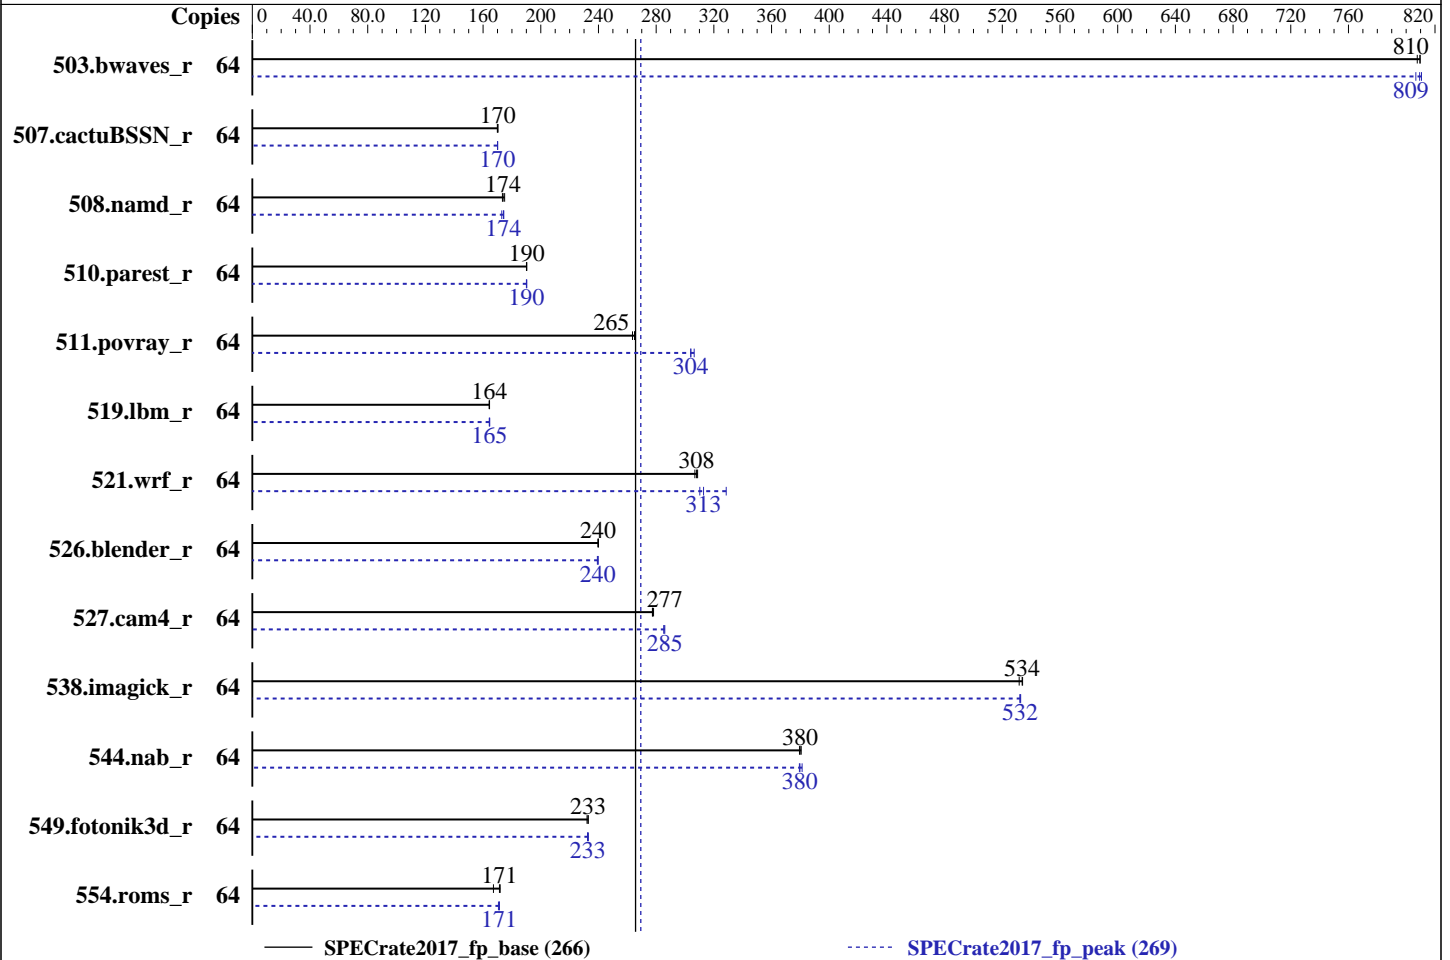 Copies 0 40.0 80.0 120 160 200 240 280 320 360 400 440 480 520 560 600 640 680 720 760 820
503.bwaves_r 64 810
809
507.cactuBSSN_r 64 170
170
508.namd_r 64 174
174
510.parest_r 64 190
190
511.povray_r 64 265
304
519.lbm_r 64 164
165
521.wrf_r 64 308
313
526.blender_r 64 240
240
527.cam4_r 64 277
285
538.imagick_r 64 534
532
544.nab_r 64 380
380
549.fotonik3d_r 64 233
233
554.roms_r 64 171
171
SPECrate2017_fp_base (266) SPECrate2017_fp_peak (269)